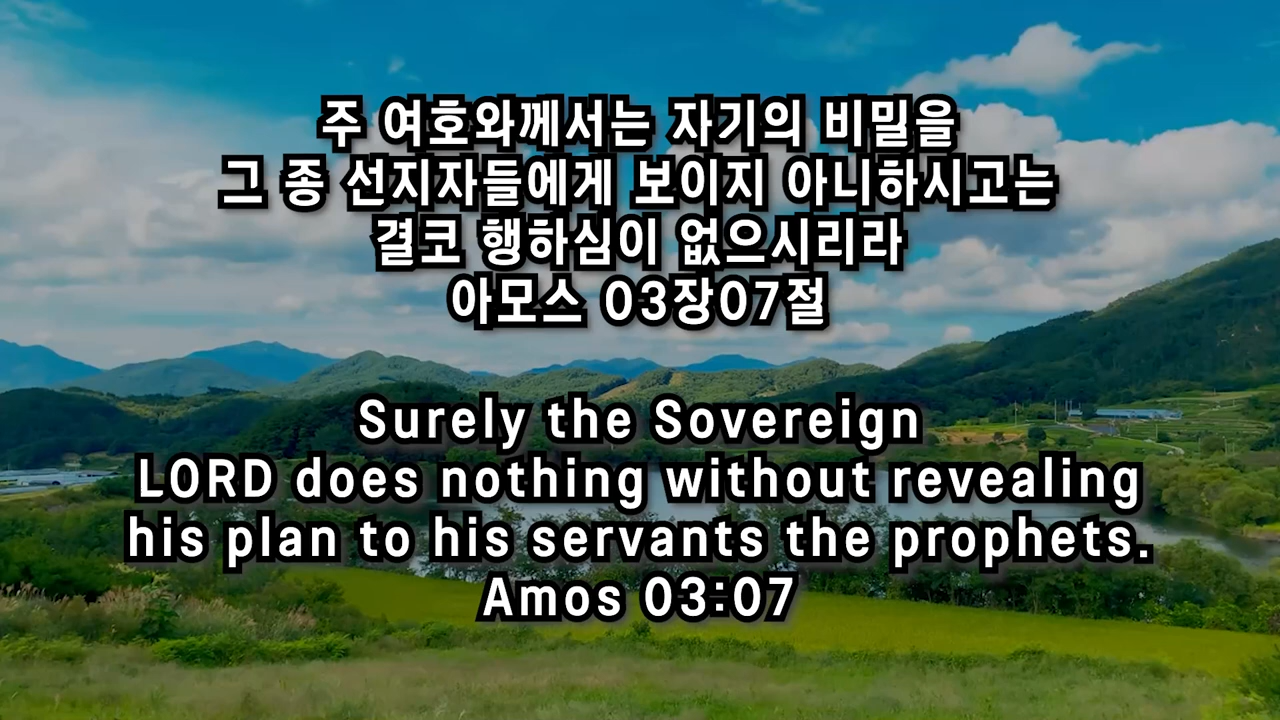 주 여호와께서는 자기의 비밀을
그 종 선지자들에게 보이지 아니하시고는
결코 행하심이 없으시리라
아모스 03장07절
Surely the Sovereign
LORD does nothing without revealing
his plan to his servants the prophets.
Amos 03:07